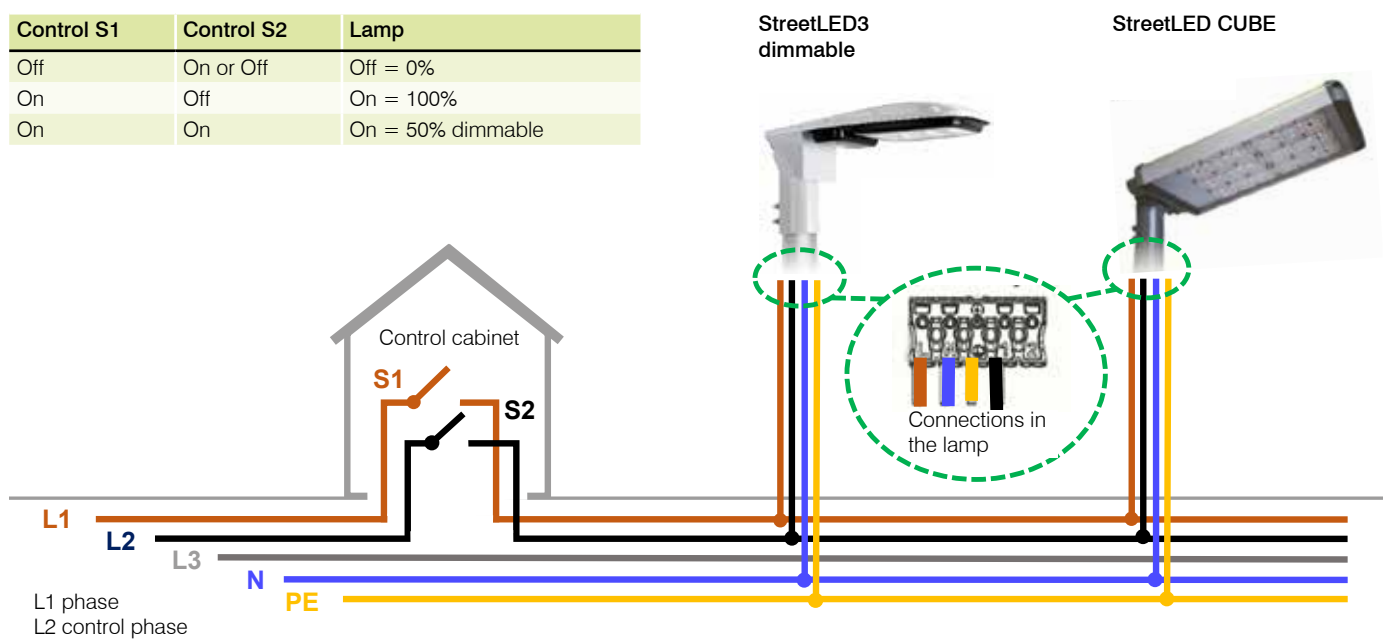 Control S1 Control S2 Lamp
Off On or Off Off = 0%
On Off On = 100%
On On On = 50% dimmable
StreetLED3
dimmable
StreetLED CUBE
Control cabinet
S1
S2
Connections in
the lamp
L1
L2
L3
N
PE
L1 phase
L2 control phase